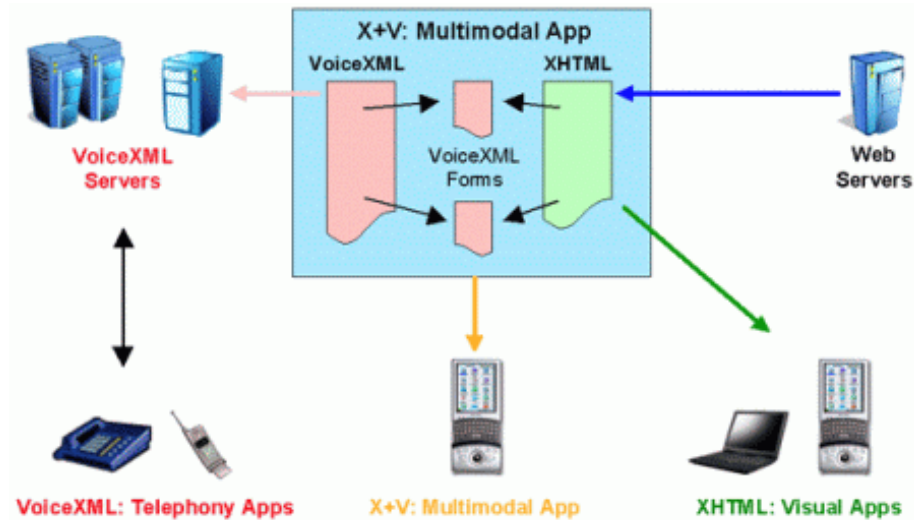 X+V: Multimodal App
VoiceXML
XHTML
VoiceXML
Forms
VoiceXML
Servers
Web
Servers
VoiceXML: Telephony Apps
X+V: Multimodal App
XHTML: Visual Apps